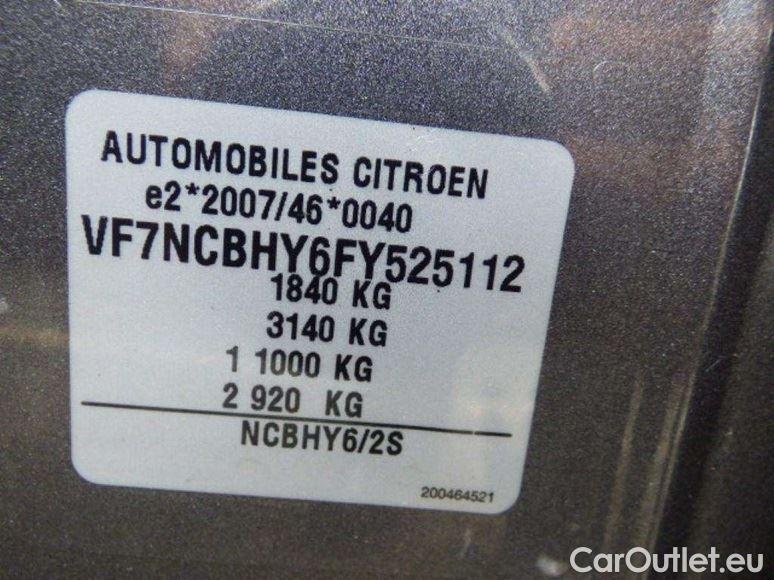 AUTOMOBILES CITROEN
e2*2007/46*0040
VF7NCBHY6FY525112
1840 KG
3140 KG
1 1000 KG
2 920 KG
NCBHY6/2S
200464521
CarOutlet.eu